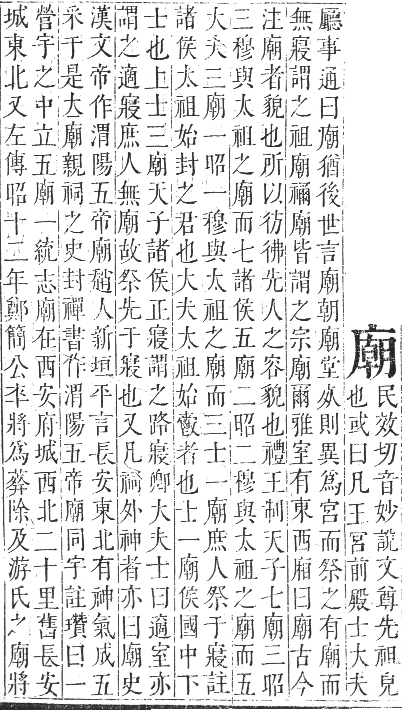 廟
民效切音妙說文尊先祖皃
也或曰凡王宮前殿士大夫
廳事通曰廟猶後世言廟朝廟堂然則異爲宮而祭之有廟而
無寢謂之祖廟禰廟皆謂之宗廟爾雅室有東西廂曰廟古今
注廟者貌也所以彷彿先人之容貌也禮王制天子七廟三昭
三穆與太祖之廟而七諸侯五廟二昭二穆與太祖之廟而五
大夫三廟一昭一穆與太祖之廟而三士一廟庶人祭于寢註
諸侯太祖始封之君也大夫太祖始爵者也士一廟侯國中下
士也上士三廟天子諸侯正寢謂之路寢卿大夫士曰適室亦
謂之適寢庶人無廟故祭先于寢也又凡祠外神者亦曰廟史
漢文帝作渭陽五帝廟趙人新垣平言長安東北有神氣成五
采于是大廟親祠之史封禪書作渭陽五帝廟同宇註瓚曰一
營宇之中立五廟一統志廟在西安府城西北二十里舊長安
城東北又左傳昭十二年鄭簡公卒將爲葬除及游氏之廟將